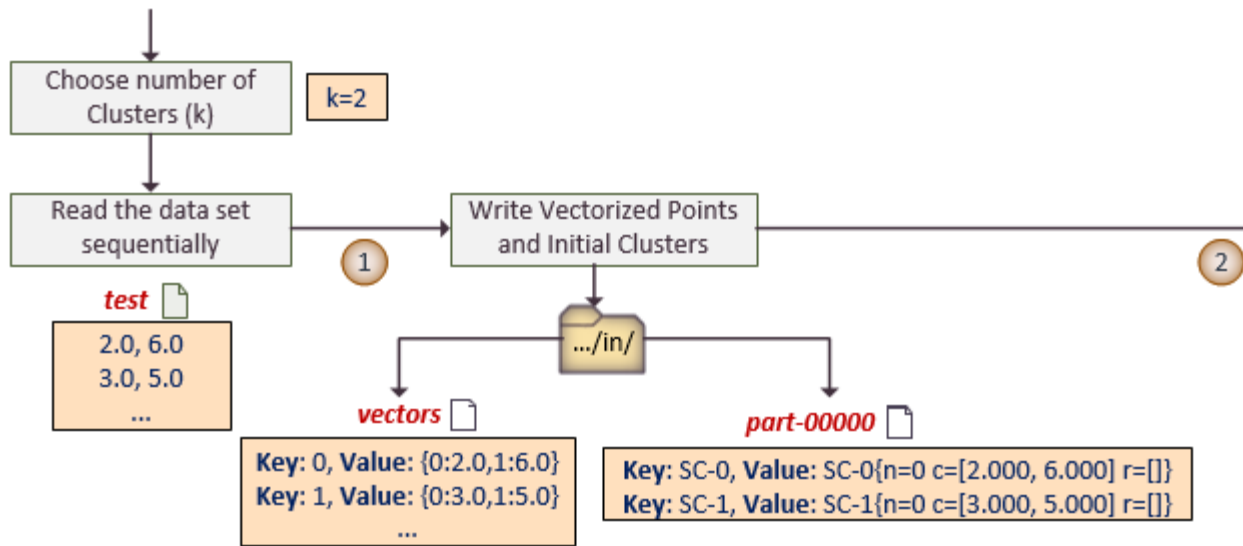 Choose number of
Clusters (k)
k=2
Read the data set
sequentially
1
Write Vectorized Points
and Initial Clusters
2
test
2.0, 6.0
3.0, 5.0
...
.../in/
vectors
Key: 0, Value: {0:2.0,1:6.0}
Key: 1, Value: {0:3.0,1:5.0}
...
part-00000
Key: SC-0, Value: SC-0{n=0 c=[2.000, 6.000] r=[]}
Key: SC-1, Value: SC-1{n=0 c=[3.000, 5.000] r=[]}